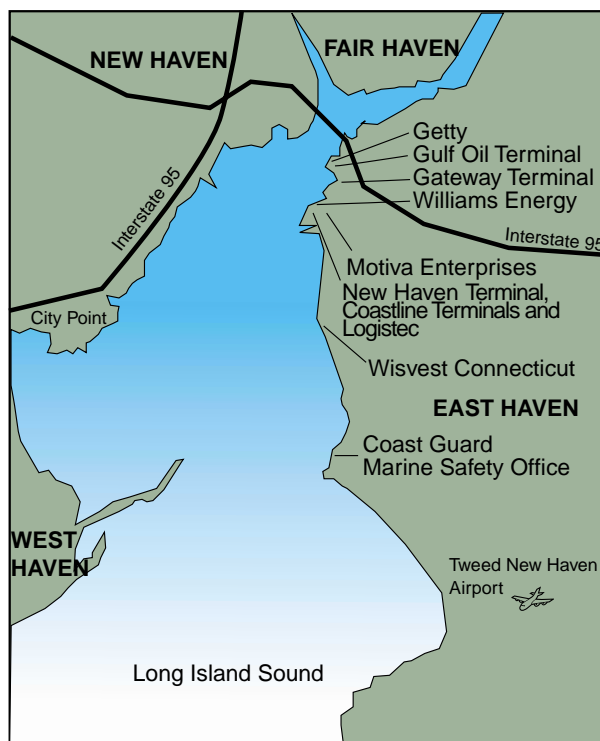 FAIR HAVEN
NEW HAVEN
Getty
Gulf Oil Terminal
Gateway Terminal
Williams Energy
Interstate 95
Interstate 95
Motiva Enterprises
New Haven Terminal,
Coastline Terminals and
Logistec
City Point
Wisvest Connecticut
EAST HAVEN
Coast Guard
Marine Safety Office
WEST
HAVEN
Tweed New Haven
Airport
Long Island Sound